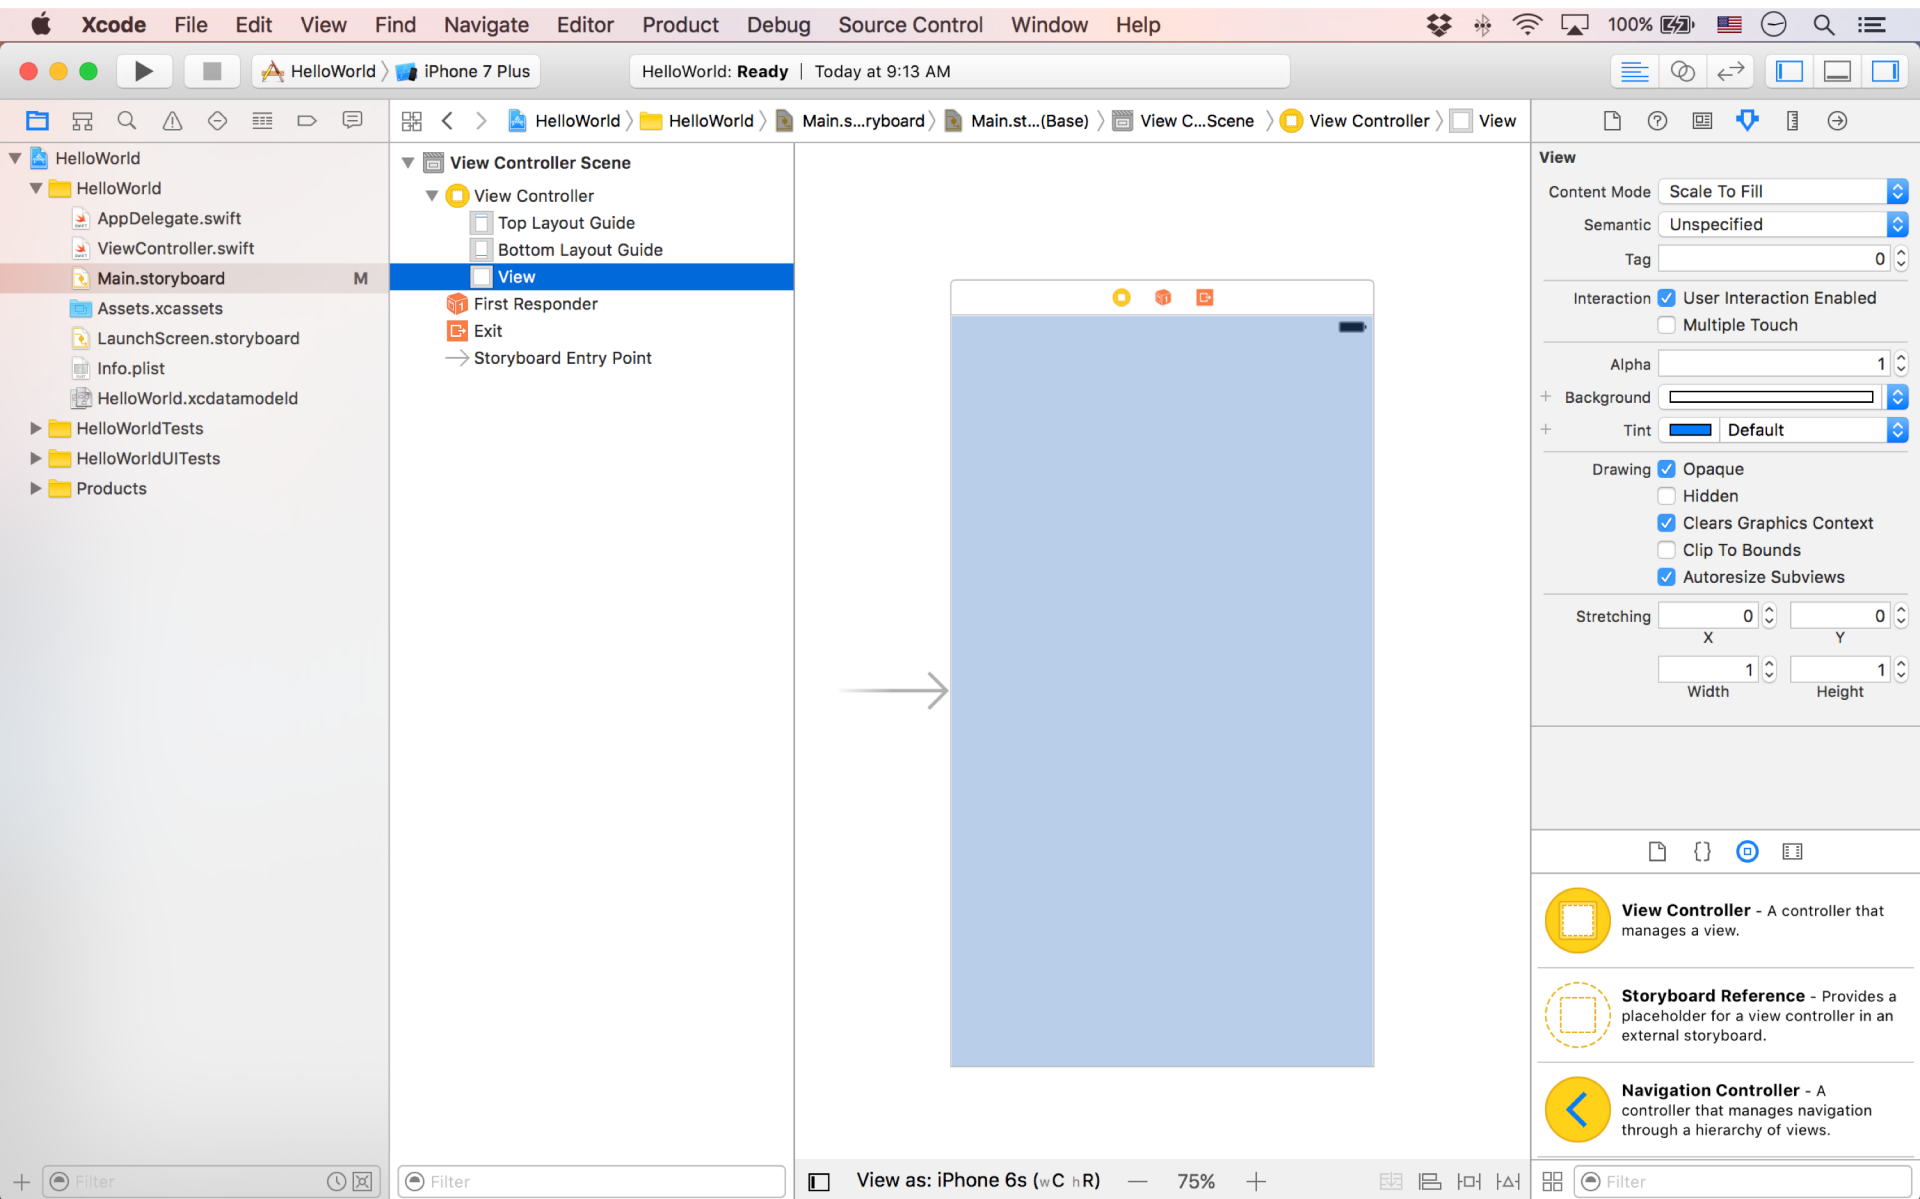 Xcode File Edit View Find Navigate Editor Product Debug Source Control Window Help 100%
HelloWorld iPhone 7 Plus HelloWorld: Ready | Today at 9:13 AM
HelloWorld HelloWorld Main.s...ryboard Main.st...(Base) View C...Scene View Controller View
HelloWorld
HelloWorld
AppDelegate.swift
ViewController.swift
Main.storyboard M
Assets.xcassets
LaunchScreen.storyboard
Info.plist
HelloWorld.xcdatamodeld
HelloWorldTests
HelloWorldUITests
Products
Filter
View Controller Scene
View Controller
Top Layout Guide
Bottom Layout Guide
View
First Responder
Exit
Storyboard Entry Point
Filter
View as: iPhone 6s (wC hR) — 75% +
View
Content Mode Scale To Fill
Semantic Unspecified
Tag 0
Interaction User Interaction Enabled
Multiple Touch
Alpha 1
+ Background
+ Tint Default
Drawing Opaque
Hidden
Clears Graphics Context
Clip To Bounds
Autoresize Subviews
Stretching 0 0
X Y
1 1
Width Height
View Controller - A controller that
manages a view.
Storyboard Reference - Provides a
placeholder for a view controller in an
external storyboard.
Navigation Controller - A
controller that manages navigation
through a hierarchy of views.
Filter